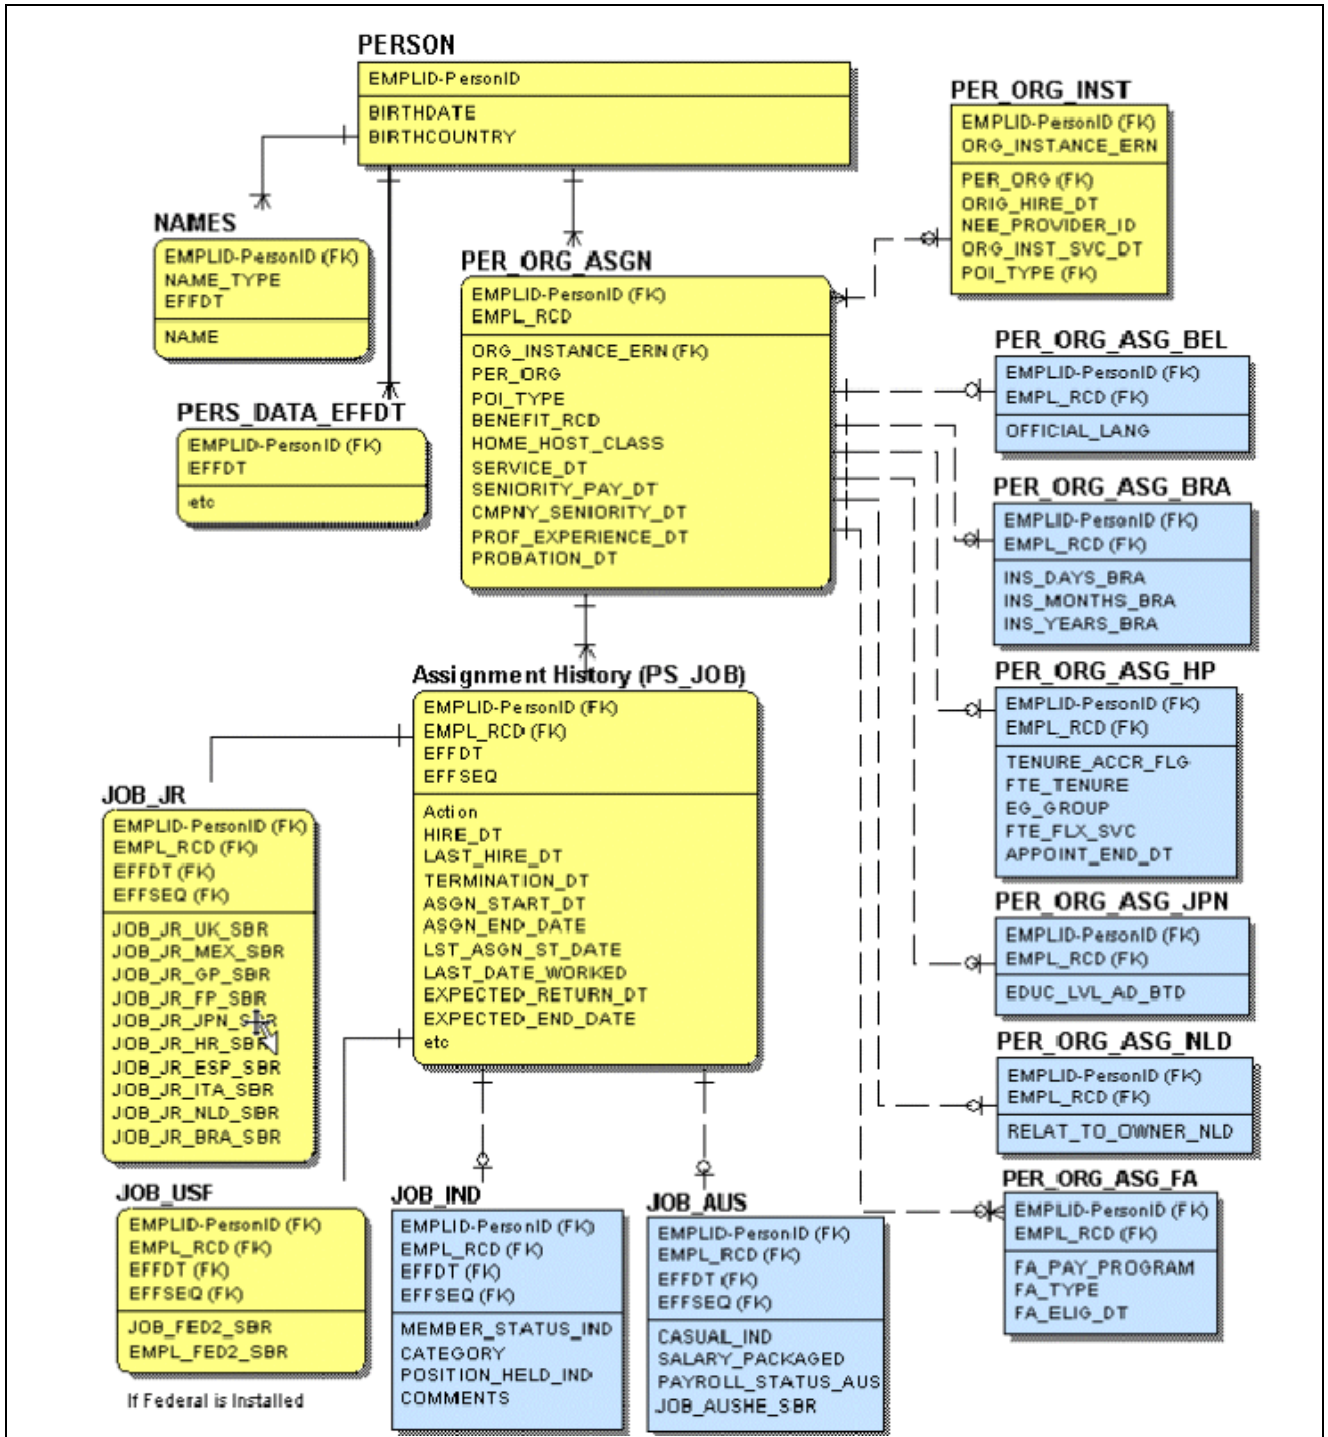 PERSON
EMPLID-PersonID
BIRTHDATE
BIRTHCOUNTRY
PER_ORG_INST
EMPLID-PersonID (FK)
ORG_INSTANCE_ERN
PER_ORG (FK)
ORIG_HIRE_DT
NEE_PROVIDER_ID
ORG_INST_SVC_DT
POI_TYPE (FK)
NAMES
EMPLID-PersonID (FK)
NAME_TYPE
EFFDT
NAME
PER_ORG_ASGN
EMPLID-PersonID (FK)
EMPL_RCD
ORG_INSTANCE_ERN (FK)
PER_ORG
POI_TYPE
BENEFIT_RCD
HOME_HOST_CLASS
SERVICE_DT
SENIORITY_PAY_DT
CMPNY_SENIORITY_DT
PROF_EXPERIENCE_DT
PROBATION_DT
PERS_DATA_EFFDT
EMPLID-PersonID (FK)
EFFDT
etc
PER_ORG_ASG_BEL
EMPLID-PersonID (FK)
EMPL_RCD (FK)
OFFICIAL_LANG
PER_ORG_ASG_BRA
EMPLID-PersonID (FK)
EMPL_RCD (FK)
INS_DAYS_BRA
INS_MONTHS_BRA
INS_YEARS_BRA
PER_ORG_ASG_HP
EMPLID-PersonID (FK)
EMPL_RCD (FK)
TENURE_ACCR_FLG
FTE_TENURE
EG_GROUP
FTE_FLX_SVC
APPOINT_END_DT
Assignment History (PS_JOB)
EMPLID-PersonID (FK)
EMPL_RCD (FK)
EFFDT
EFFSEQ
Action
HIRE_DT
LAST_HIRE_DT
TERMINATION_DT
ASGN_START_DT
ASGN_END_DATE
LST_ASGN_ST_DATE
LAST_DATE_WORKED
EXPECTED_RETURN_DT
EXPECTED_END_DATE
etc
JOB_JR
EMPLID-PersonID (FK)
EMPL_RCD (FK)
EFFDT (FK)
EFFSEQ (FK)
JOB_JR_UK_SBR
JOB_JR_MEX_SBR
JOB_JR_GP_SBR
JOB_JR_FP_SBR
JOB_JR_JPN_SBR
JOB_JR_HR_SBR
JOB_JR_ESP_SBR
JOB_JR_ITA_SBR
JOB_JR_NLD_SBR
JOB_JR_BRA_SBR
PER_ORG_ASG_JPN
EMPLID-PersonID (FK)
EMPL_RCD (FK)
EDUC_LVL_AD_BTD
PER_ORG_ASG_NLD
EMPLID-PersonID (FK)
EMPL_RCD (FK)
RELAT_TO_OWNER_NLD
PER_ORG_ASG_FA
EMPLID-PersonID (FK)
EMPL_RCD (FK)
FA_PAY_PROGRAM
FA_TYPE
FA_ELIG_DT
JOB_USF
EMPLID-PersonID (FK)
EMPL_RCD (FK)
EFFDT (FK)
EFFSEQ (FK)
JOB_FED2_SBR
EMPL_FED2_SBR
If Federal is Installed
JOB_IND
EMPLID-PersonID (FK)
EMPL_RCD (FK)
EFFDT (FK)
EFFSEQ (FK)
MEMBER_STATUS_IND
CATEGORY
POSITION_HELD_IND
COMMENTS
JOB_AUS
EMPLID-PersonID (FK)
EMPL_RCD (FK)
EFFDT (FK)
EFFSEQ (FK)
CASUAL_IND
SALARY_PACKAGED
PAYROLL_STATUS_AUS
JOB_AUSHE_SBR